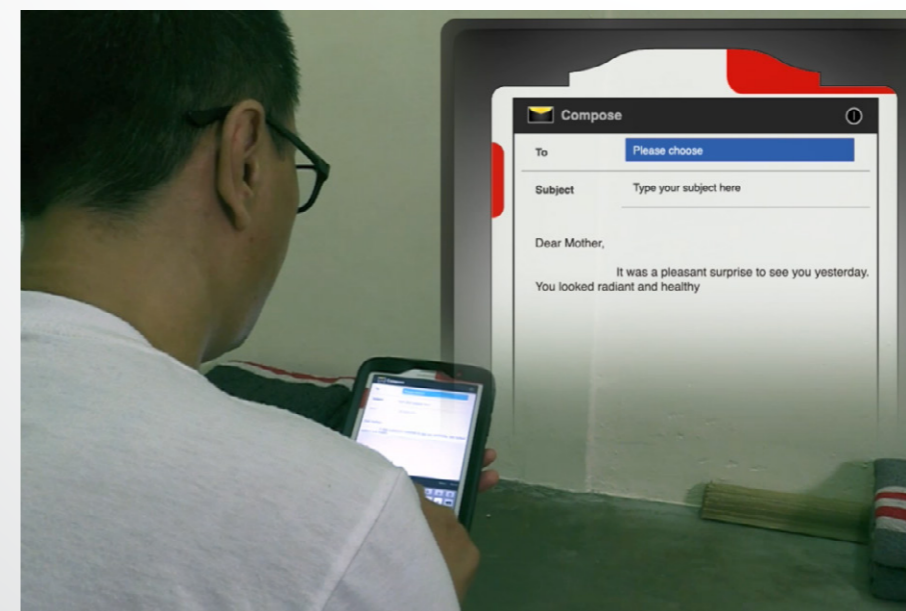 Compose
To Please choose
Subject Type your subject here
Dear Mother,
It was a pleasant surprise to see you yesterday.
You looked radiant and healthy